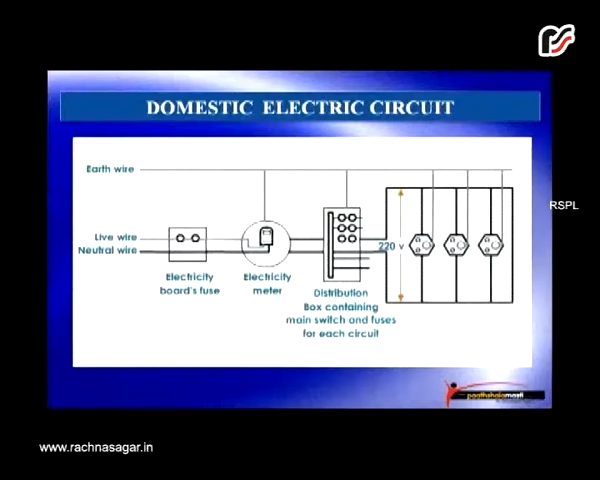 DOMESTIC ELECTRIC CIRCUIT
Earth wire
RSPL
Live wire
Neutral wire
220 v
Electricity
board's fuse
Electricity
meter
Distribution
Box containing
main switch and fuses
for each circuit
paathshalamasti
www.rachnasagar.in